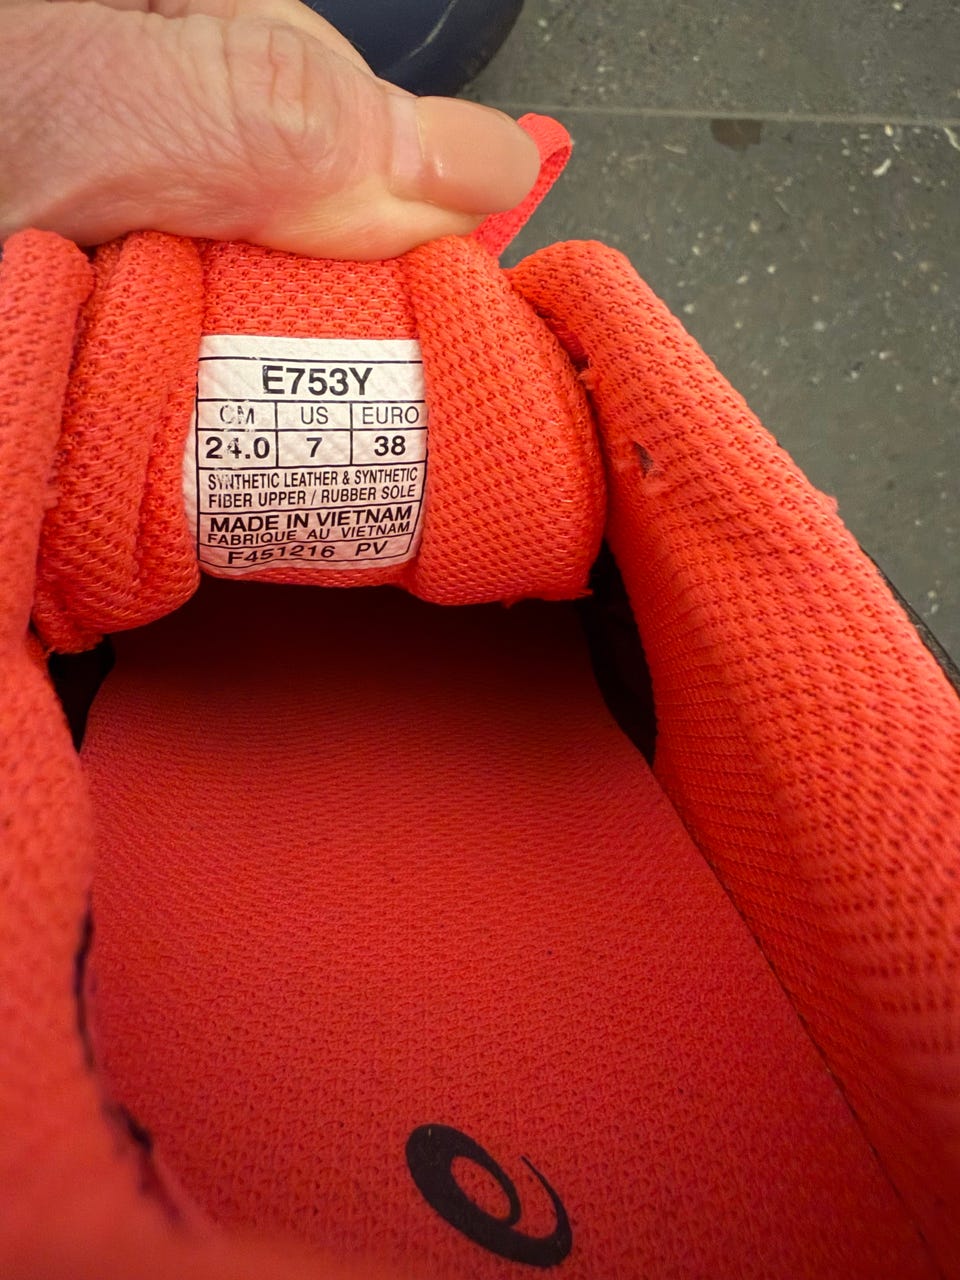 E753Y
CM US EURO
24.0 7 38
SYNTHETIC LEATHER & SYNTHETIC
FIBER UPPER / RUBBER SOLE
MADE IN VIETNAM
FABRIQUE AU VIETNAM
F451216 PV